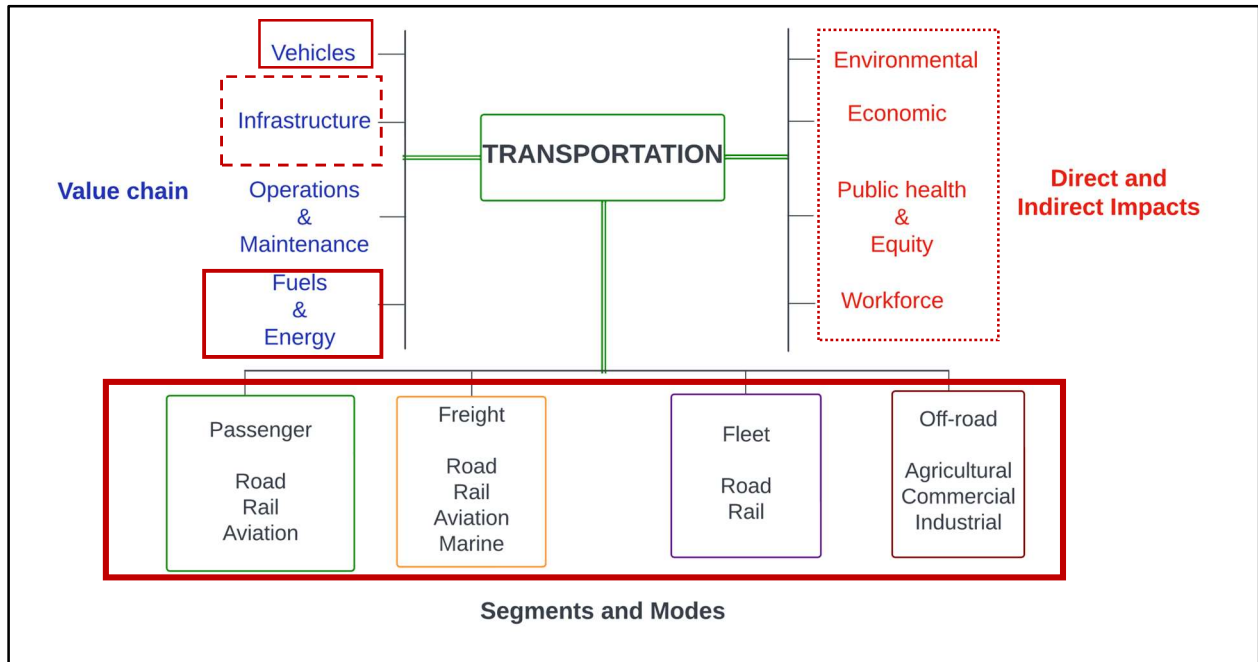 Vehicles
Infrastructure
Value chain
Operations
&
Maintenance
Fuels
&
Energy
TRANSPORTATION
Environmental
Economic
Public health
&
Equity
Workforce
Direct and
Indirect Impacts
Passenger
Road
Rail
Aviation
Freight
Road
Rail
Aviation
Marine
Fleet
Road
Rail
Off-road
Agricultural
Commercial
Industrial
Segments and Modes